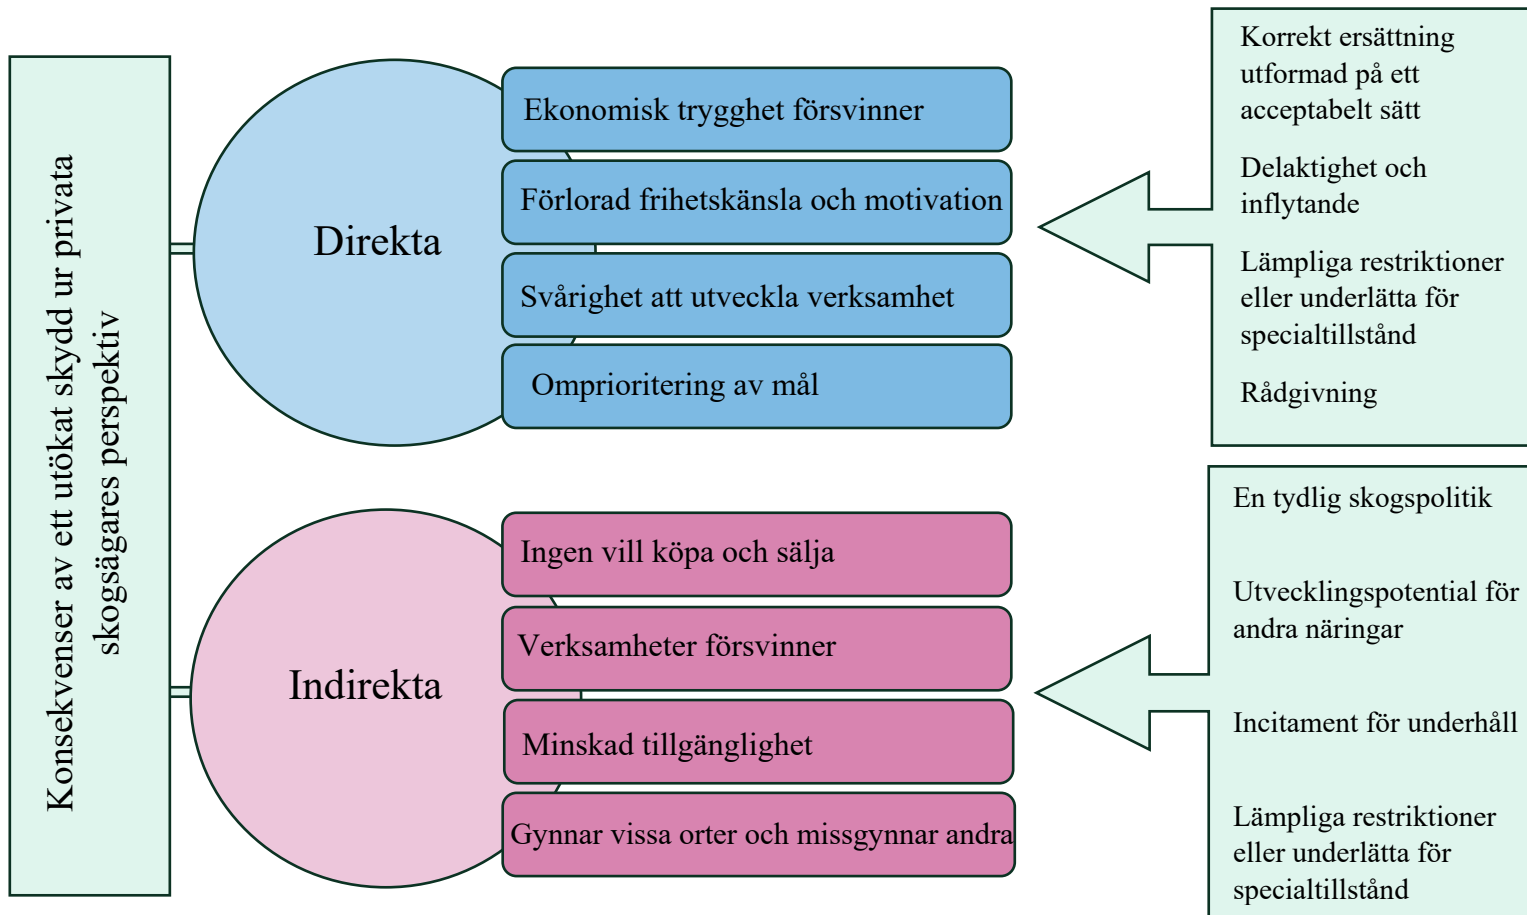 Konsekvenser av ett utökat skydd ur privata
skogsägares perspektiv
Direkta
Ekonomisk trygghet försvinner
Förlorad frihetskänsla och motivation
Svårighet att utveckla verksamhet
Omprioritering av mål
Korrekt ersättning
utformad på ett
acceptabelt sätt
Delaktighet och
inflytande
Lämpliga restriktioner
eller underlätta för
specialtillstånd
Rådgivning
Indirekta
Ingen vill köpa och sälja
Verksamheter försvinner
Minskad tillgänglighet
Gynnar vissa orter och missgynnar andra
En tydlig skogspolitik
Utvecklingspotential för
andra näringar
Incitament för underhåll
Lämpliga restriktioner
eller underlätta för
specialtillstånd